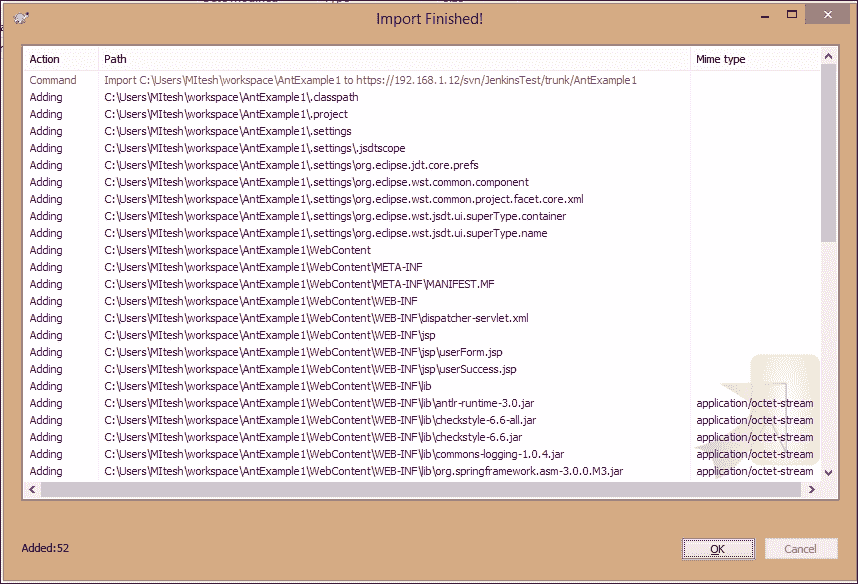 Import Finished!
Action Path Mime type
Command Import C:\Users\MItesh\workspace\AntExample1 to https://192.168.1.12/svn/JenkinsTest/trunk/AntExample1
Adding C:\Users\MItesh\workspace\AntExample1\.classpath
Adding C:\Users\MItesh\workspace\AntExample1\.project
Adding C:\Users\MItesh\workspace\AntExample1\.settings
Adding C:\Users\MItesh\workspace\AntExample1\.settings\.jsdtscope
Adding C:\Users\MItesh\workspace\AntExample1\.settings\org.eclipse.jdt.core.prefs
Adding C:\Users\MItesh\workspace\AntExample1\.settings\org.eclipse.wst.common.component
Adding C:\Users\MItesh\workspace\AntExample1\.settings\org.eclipse.wst.common.project.facet.core.xml
Adding C:\Users\MItesh\workspace\AntExample1\.settings\org.eclipse.wst.jsdt.ui.superType.container
Adding C:\Users\MItesh\workspace\AntExample1\.settings\org.eclipse.wst.jsdt.ui.superType.name
Adding C:\Users\MItesh\workspace\AntExample1\WebContent
Adding C:\Users\MItesh\workspace\AntExample1\WebContent\META-INF
Adding C:\Users\MItesh\workspace\AntExample1\WebContent\META-INF\MANIFEST.MF
Adding C:\Users\MItesh\workspace\AntExample1\WebContent\WEB-INF
Adding C:\Users\MItesh\workspace\AntExample1\WebContent\WEB-INF\dispatcher-servlet.xml
Adding C:\Users\MItesh\workspace\AntExample1\WebContent\WEB-INF\jsp
Adding C:\Users\MItesh\workspace\AntExample1\WebContent\WEB-INF\jsp\userForm.jsp
Adding C:\Users\MItesh\workspace\AntExample1\WebContent\WEB-INF\jsp\userSuccess.jsp
Adding C:\Users\MItesh\workspace\AntExample1\WebContent\WEB-INF\lib
Adding C:\Users\MItesh\workspace\AntExample1\WebContent\WEB-INF\lib\antlr-runtime-3.0.jar application/octet-stream
Adding C:\Users\MItesh\workspace\AntExample1\WebContent\WEB-INF\lib\checkstyle-6.6-all.jar application/octet-stream
Adding C:\Users\MItesh\workspace\AntExample1\WebContent\WEB-INF\lib\checkstyle-6.6.jar application/octet-stream
Adding C:\Users\MItesh\workspace\AntExample1\WebContent\WEB-INF\lib\commons-logging-1.0.4.jar application/octet-stream
Adding C:\Users\MItesh\workspace\AntExample1\WebContent\WEB-INF\lib\org.springframework.asm-3.0.0.M3.jar application/octet-stream
Added:52
OK Cancel